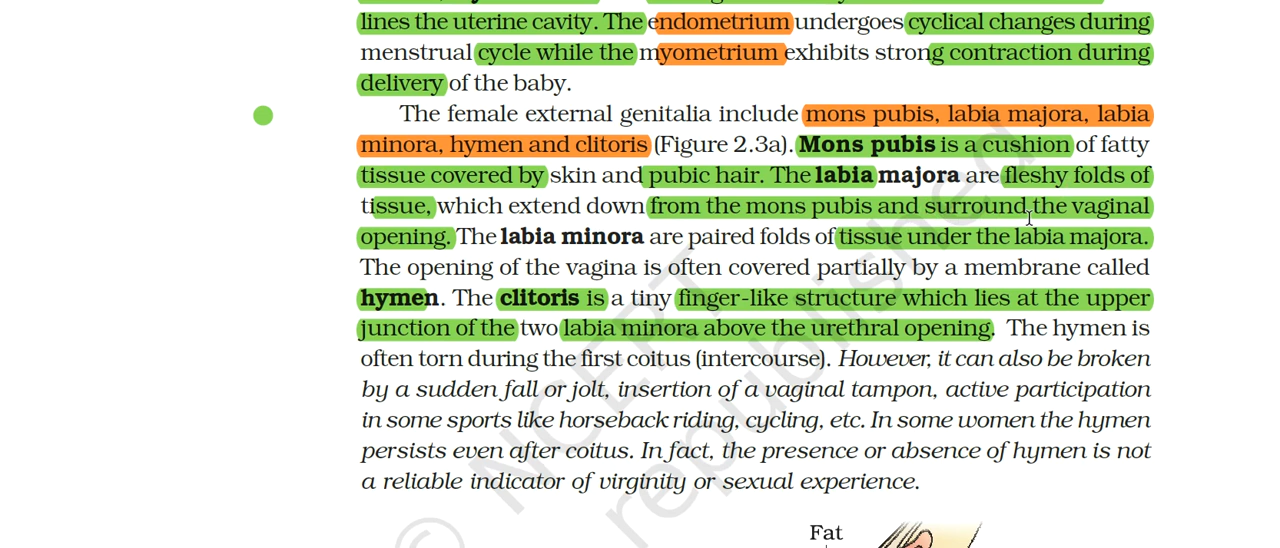 lines the uterine cavity. The endometrium undergoes cyclical changes during
menstrual cycle while the myometrium exhibits strong contraction during
delivery of the baby.
The female external genitalia include mons pubis, labia majora, labia
minora, hymen and clitoris (Figure 2.3a). Mons pubis is a cushion of fatty
tissue covered by skin and pubic hair. The labia majora are fleshy folds of
tissue, which extend down from the mons pubis and surround the vaginal
opening. The labia minora are paired folds of tissue under the labia majora.
The opening of the vagina is often covered partially by a membrane called
hymen. The clitoris is a tiny finger-like structure which lies at the upper
junction of the two labia minora above the urethral opening. The hymen is
often torn during the first coitus (intercourse). However, it can also be broken
by a sudden fall or jolt, insertion of a vaginal tampon, active participation
in some sports like horseback riding, cycling, etc. In some women the hymen
persists even after coitus. In fact, the presence or absence of hymen is not
a reliable indicator of virginity or sexual experience.
© NCERT
republished
Fat